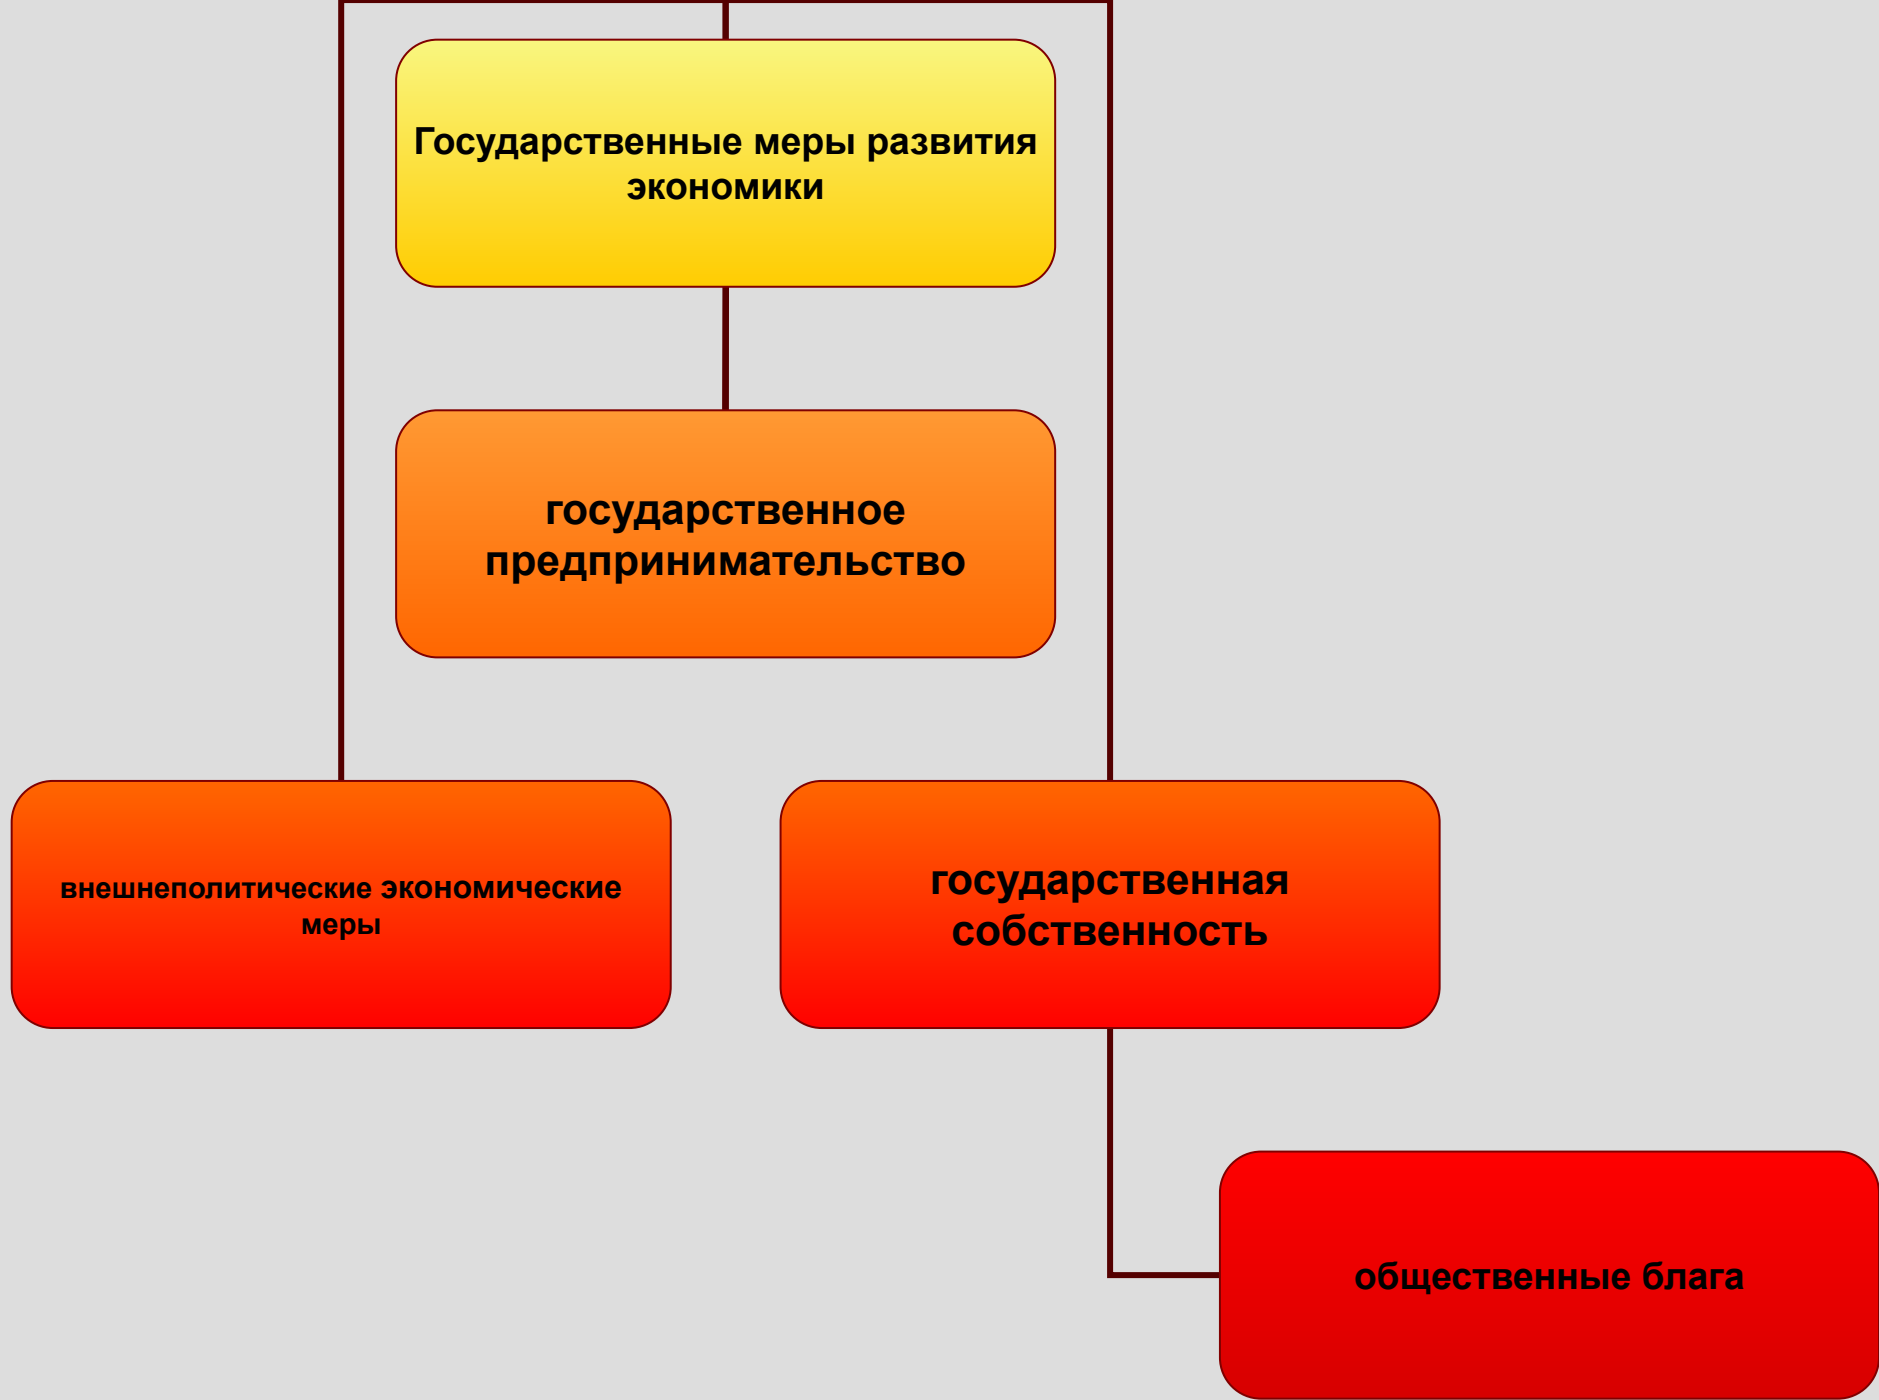 Государственные меры развития
экономики
государственное
предпринимательство
внешнеполитические экономические
меры
государственная
собственность
общественные блага